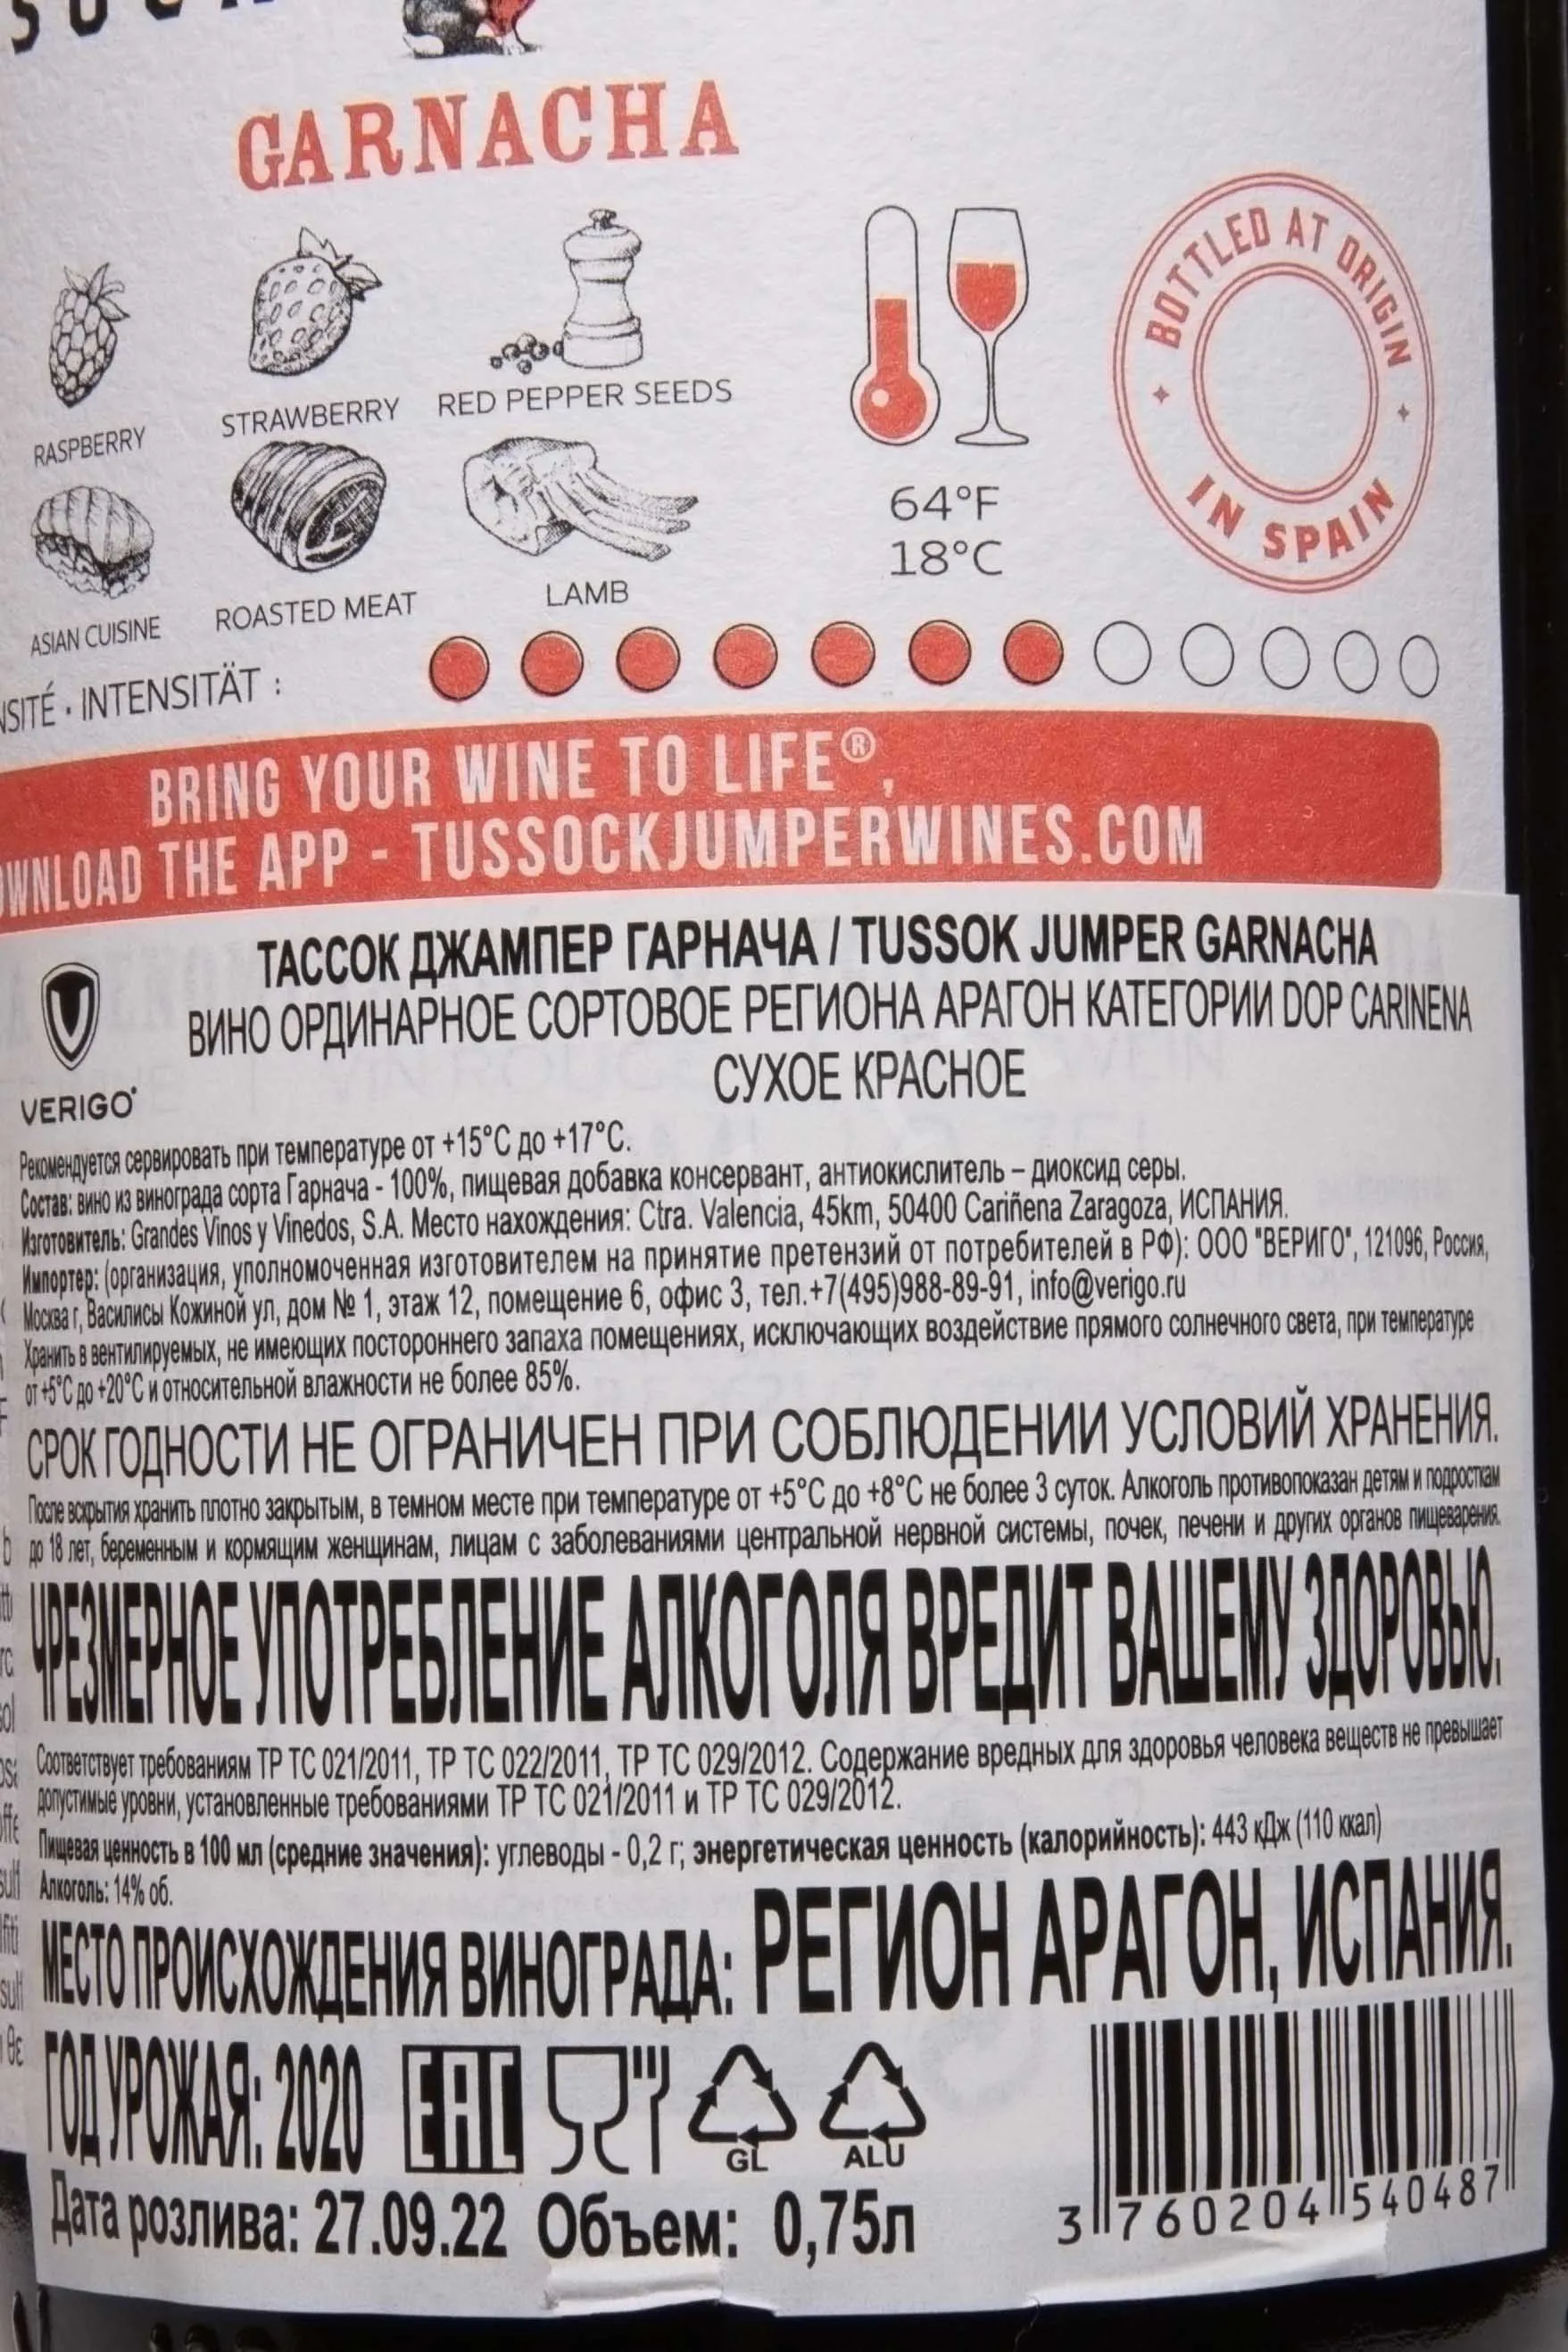 GARNACHA
BOTTLED AT ORIGIN
IN SPAIN
RASPBERRY
STRAWBERRY
RED PEPPER SEEDS
64°F
18°C
ASIAN CUISINE
ROASTED MEAT
LAMB
INTENSITÄT :
BRING YOUR WINE TO LIFE®,
THE APP - TUSSOCKJUMPERWINES.COM
VERIGO
ТАССОК ДЖАМПЕР ГАРНАЧА / TUSSOK JUMPER GARNACHA
ВИНО ОРДИНАРНОЕ СОРТОВОЕ РЕГИОНА АРАГОН КАТЕГОРИИ DOP CARINENA
СУХОЕ КРАСНОЕ
Рекомендуется сервировать при температуре от +15°C до +17°C.
Состав: вино из винограда сорта Гарнача - 100%, пищевая добавка консервант, антиокислитель – диоксид серы.
Изготовитель: Grandes Vinos y Vinedos, S.A. Место нахождения: Ctra. Valencia, 45km, 50400 Cariñena Zaragoza, ИСПАНИЯ.
Импортер: (организация, уполномоченная изготовителем на принятие претензий от потребителей в РФ): ООО "ВЕРИГО", 121096, Россия,
Москва г, Василисы Кожиной ул, дом № 1, этаж 12, помещение 6, офис 3, тел.+7(495)988-89-91, info@verigo.ru
Хранить в вентилируемых, не имеющих постороннего запаха помещениях, исключающих воздействие прямого солнечного света, при температуре
от +5°C до +20°C и относительной влажности не более 85%.
СРОК ГОДНОСТИ НЕ ОГРАНИЧЕН ПРИ СОБЛЮДЕНИИ УСЛОВИЙ ХРАНЕНИЯ.
После вскрытия хранить плотно закрытым, в темном месте при температуре от +5°C до +8°C не более 3 суток. Алкоголь противопоказан детям и подросткам
до 18 лет, беременным и кормящим женщинам, лицам с заболеваниями центральной нервной системы, почек, печени и других органов пищеварения.
ЧРЕЗМЕРНОЕ УПОТРЕБЛЕНИЕ АЛКОГОЛЯ ВРЕДИТ ВАШЕМУ ЗДОРОВЬЮ.
Соответствует требованиям ТР ТС 021/2011, ТР ТС 022/2011, ТР ТС 029/2012. Содержание вредных для здоровья человека веществ не превышает
допустимые уровни, установленные требованиями ТР ТС 021/2011 и ТР ТС 029/2012.
Пищевая ценность в 100 мл (средние значения): углеводы - 0,2 г; энергетическая ценность (калорийность): 443 кДж (110 ккал)
Алкоголь: 14% об.
МЕСТО ПРОИСХОЖДЕНИЯ ВИНОГРАДА: РЕГИОН АРАГОН, ИСПАНИЯ.
ГОД УРОЖАЯ: 2020
EAC
GL
ALU
Дата розлива: 27.09.22 Объем: 0,75л
3 760204 540487